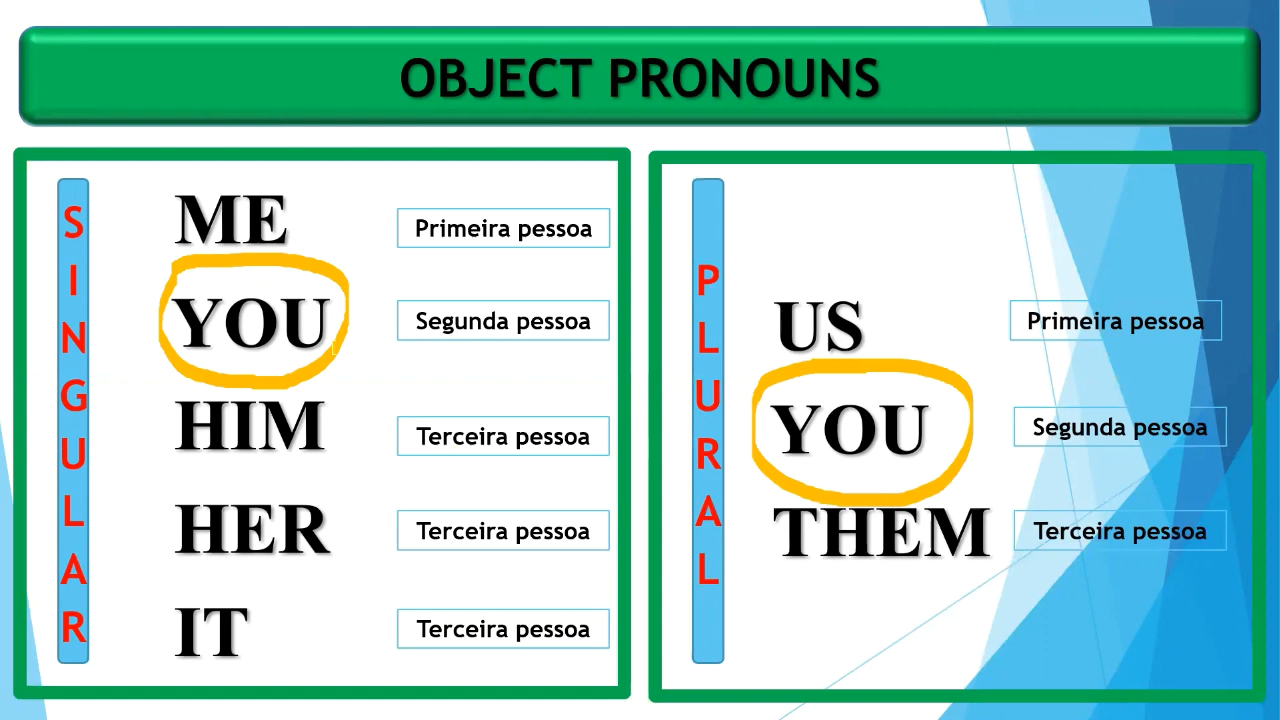 OBJECT PRONOUNS
SINGULAR
ME
Primeira pessoa
YOU
Segunda pessoa
HIM
Terceira pessoa
HER
Terceira pessoa
IT
Terceira pessoa
PLURAL
US
Primeira pessoa
YOU
Segunda pessoa
THEM
Terceira pessoa